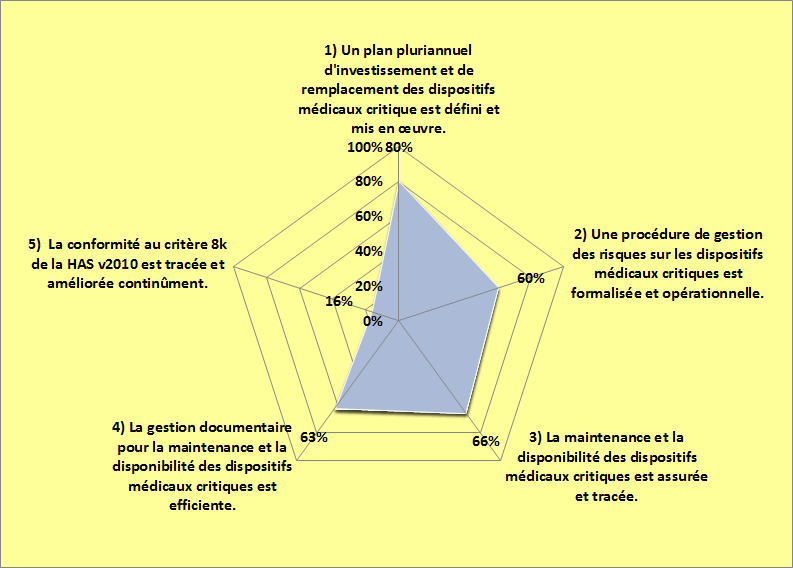 1) Un plan pluriannuel
d'investissement et de
remplacement des dispositifs
médicaux critique est défini et
mis en œuvre.
100% 80%
80%
60%
40%
20%
0%
2) Une procédure de gestion
des risques sur les dispositifs
médicaux critiques est
formalisée et opérationnelle.
60%
5)  La conformité au critère 8k
de la HAS v2010 est tracée et
améliorée continûment.
16%
4) La gestion documentaire
pour la maintenance et la
disponibilité des dispositifs
médicaux critiques est
efficiente.
63%
66%
3) La maintenance et la
disponibilité des dispositifs
médicaux critiques est assurée
et tracée.